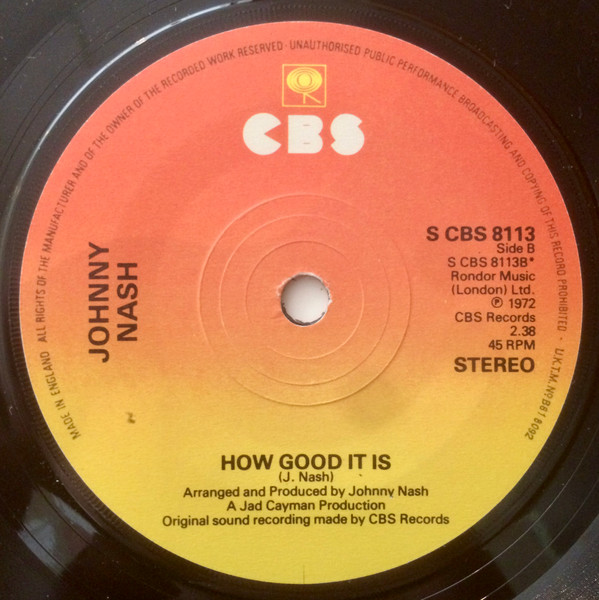 MADE IN ENGLAND ALL RIGHTS OF THE MANUFACTURER AND OF THE OWNER OF THE RECORDED WORK RESERVED · UNAUTHORISED PUBLIC PERFORMANCE BROADCASTING AND COPYING OF THIS RECORD PROHIBITED · U.K.T.M. Nº B618092
CBS
JOHNNY
NASH
S CBS 8113
Side B
S CBS 8113B*
Rondor Music
(London) Ltd.
℗ 1972
CBS Records
2.38
45 RPM
STEREO
HOW GOOD IT IS
(J. Nash)
Arranged and Produced by Johnny Nash
A Jad Cayman Production
Original sound recording made by CBS Records